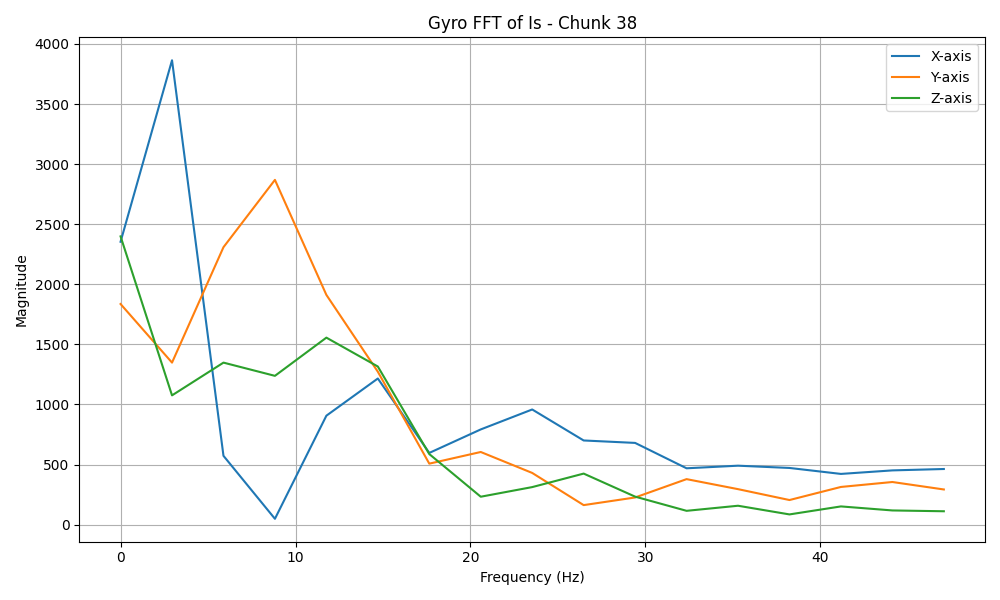 Gyro FFT of Is - Chunk 38
X-axis
Y-axis
Z-axis
Magnitude
4000
3500
3000
2500
2000
1500
1000
500
0
0 10 20 30 40
Frequency (Hz)